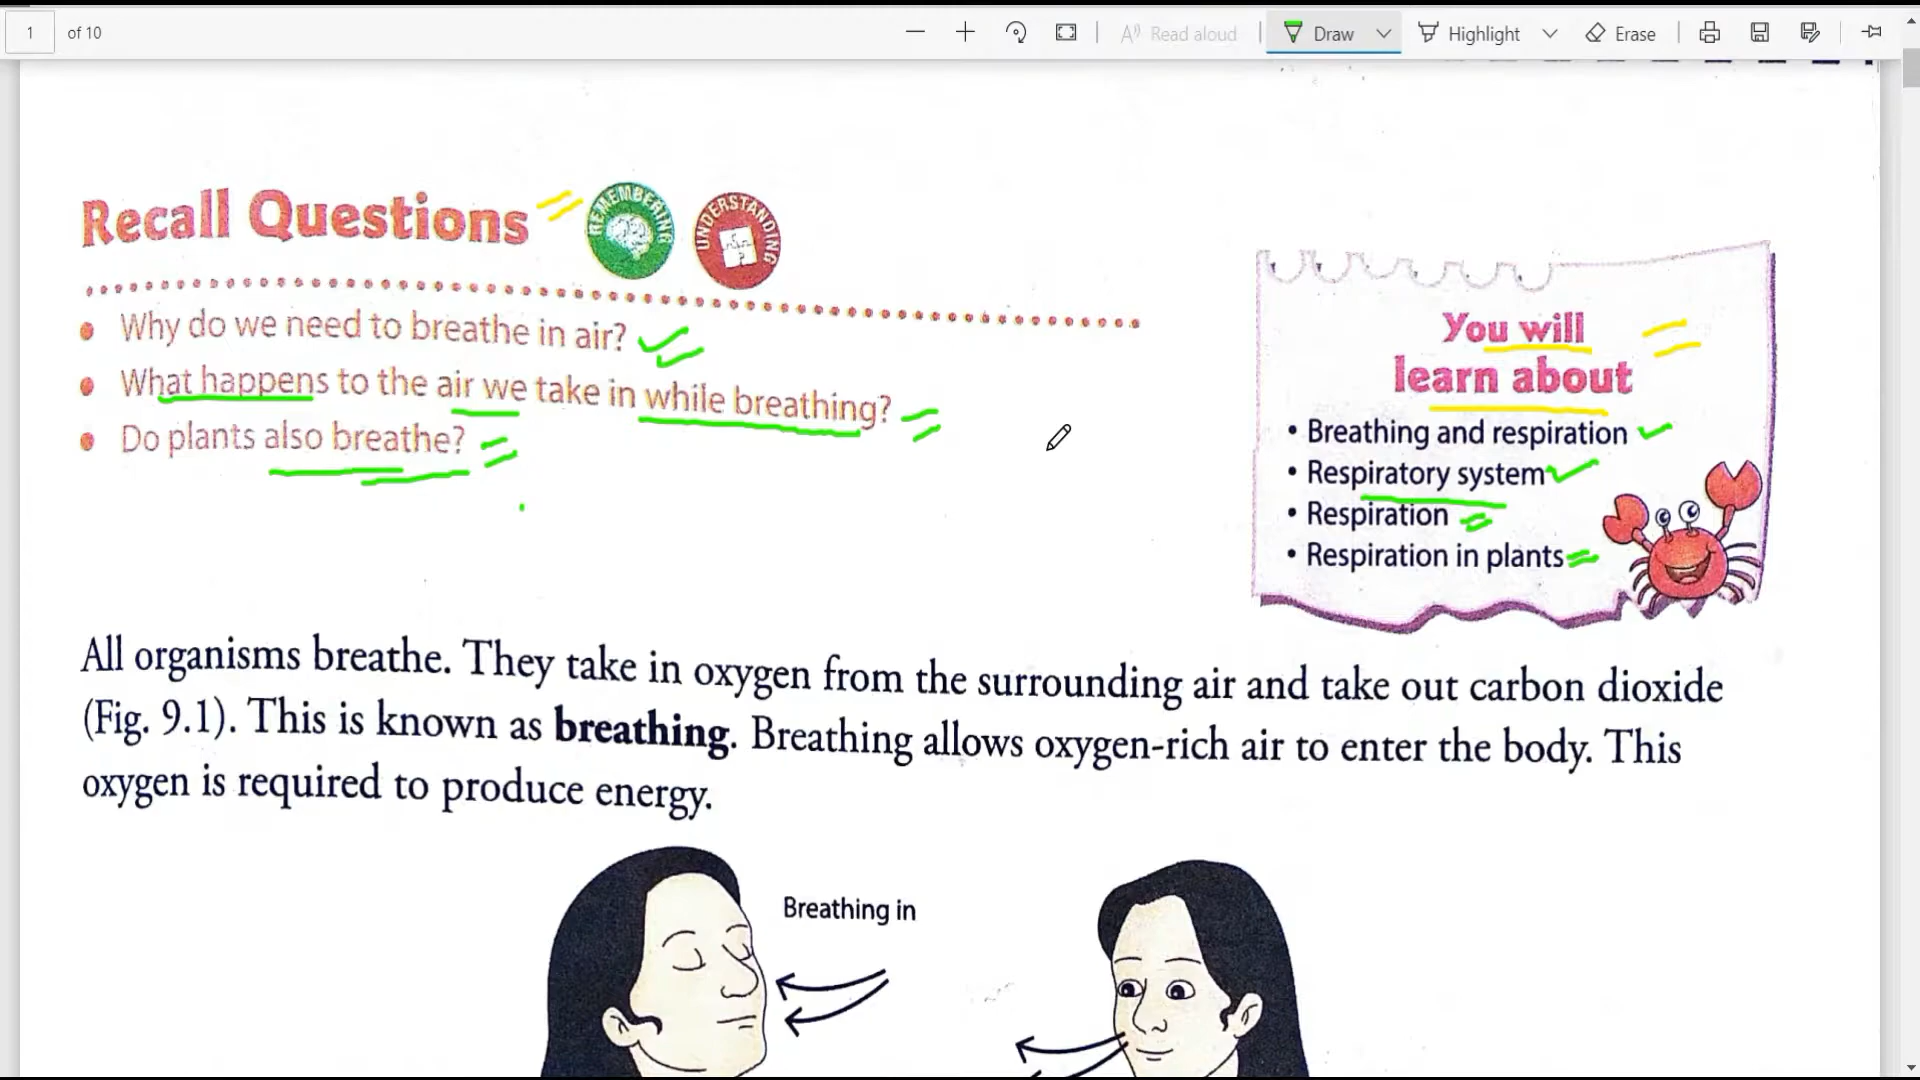 1 of 10 Read aloud Draw Highlight Erase
Recall Questions
REMEMBERING
UNDERSTANDING
• Why do we need to breathe in air?
• What happens to the air we take in while breathing?
• Do plants also breathe?
You will
learn about
• Breathing and respiration
• Respiratory system
• Respiration
• Respiration in plants
All organisms breathe. They take in oxygen from the surrounding air and take out carbon dioxide
(Fig. 9.1). This is known as breathing. Breathing allows oxygen-rich air to enter the body. This
oxygen is required to produce energy.
Breathing in